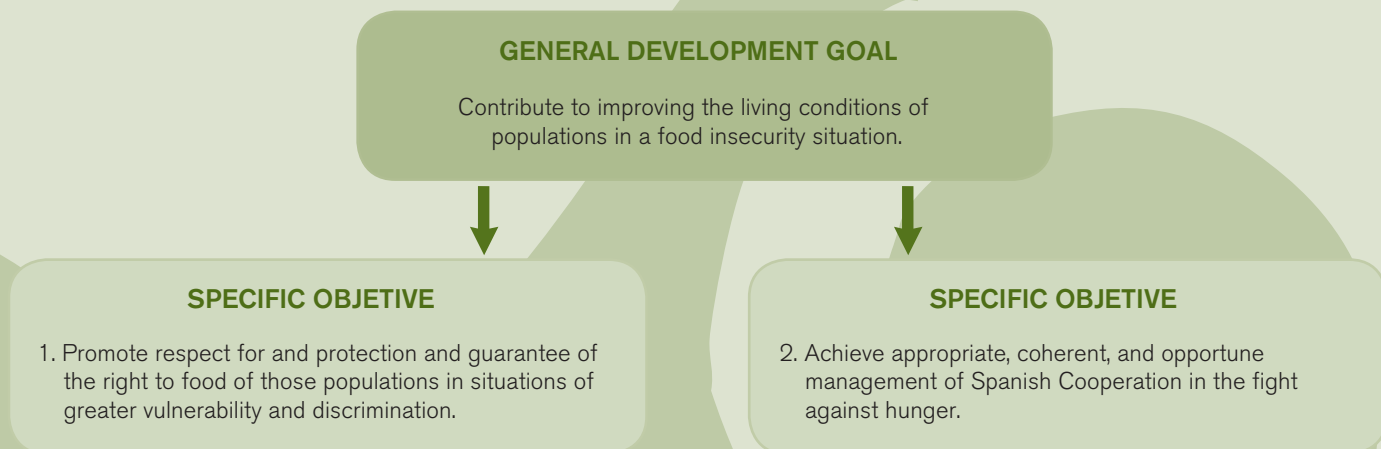 GENERAL DEVELOPMENT GOAL
Contribute to improving the living conditions of
populations in a food insecurity situation.
SPECIFIC OBJETIVE
1. Promote respect for and protection and guarantee of
the right to food of those populations in situations of
greater vulnerability and discrimination.
SPECIFIC OBJETIVE
2. Achieve appropriate, coherent, and opportune
management of Spanish Cooperation in the fight
against hunger.